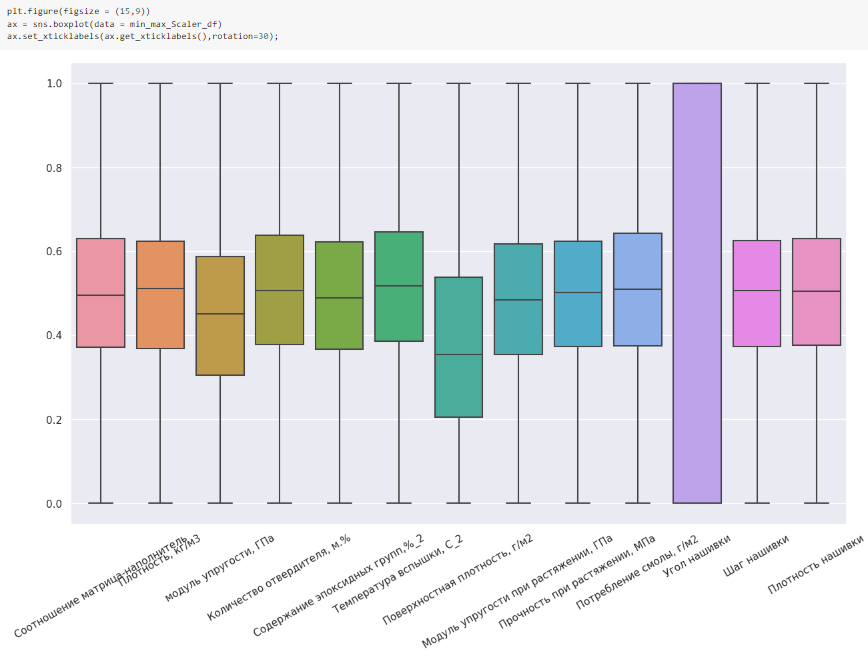 plt.figure(figsize = (15,9))
ax = sns.boxplot(data = min_max_Scaler_df)
ax.set_xticklabels(ax.get_xticklabels(),rotation=30);
1.0
0.8
0.6
0.4
0.2
0.0
Соотношение матрица-наполнитель
Плотность, кг/м3
модуль упругости, ГПа
Количество отвердителя, м.%
Содержание эпоксидных групп,%_2
Температура вспышки, С_2
Поверхностная плотность, г/м2
Модуль упругости при растяжении, ГПа
Прочность при растяжении, МПа
Потребление смолы, г/м2
Угол нашивки
Шаг нашивки
Плотность нашивки